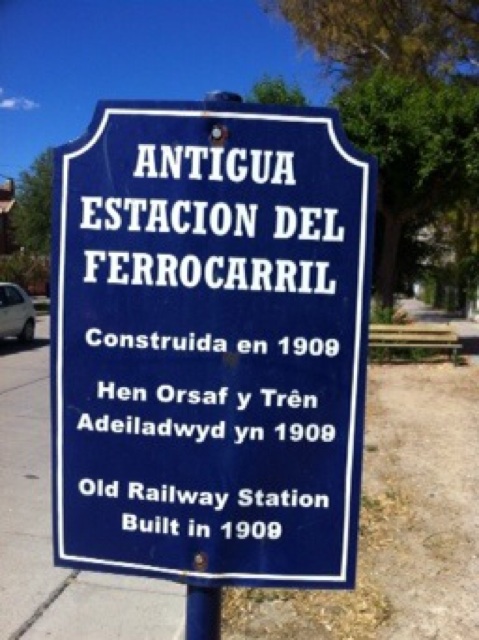 ANTIGUA
ESTACION DEL
FERROCARRIL
Construida en 1909
Hen Orsaf y Trên
Adeiladwyd yn 1909
Old Railway Station
Built in 1909